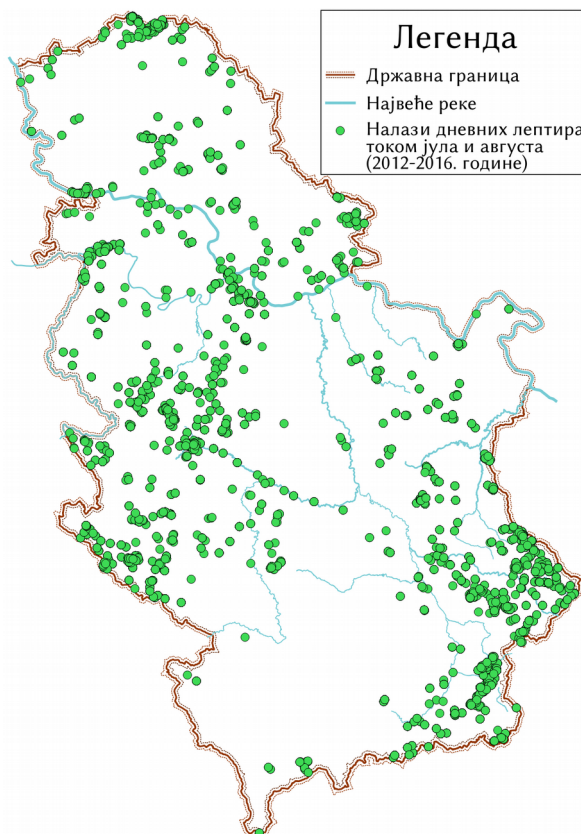 Легенда
Државна граница
Највеће реке
Налази дневних лептира
током јула и августа
(2012-2016. године)